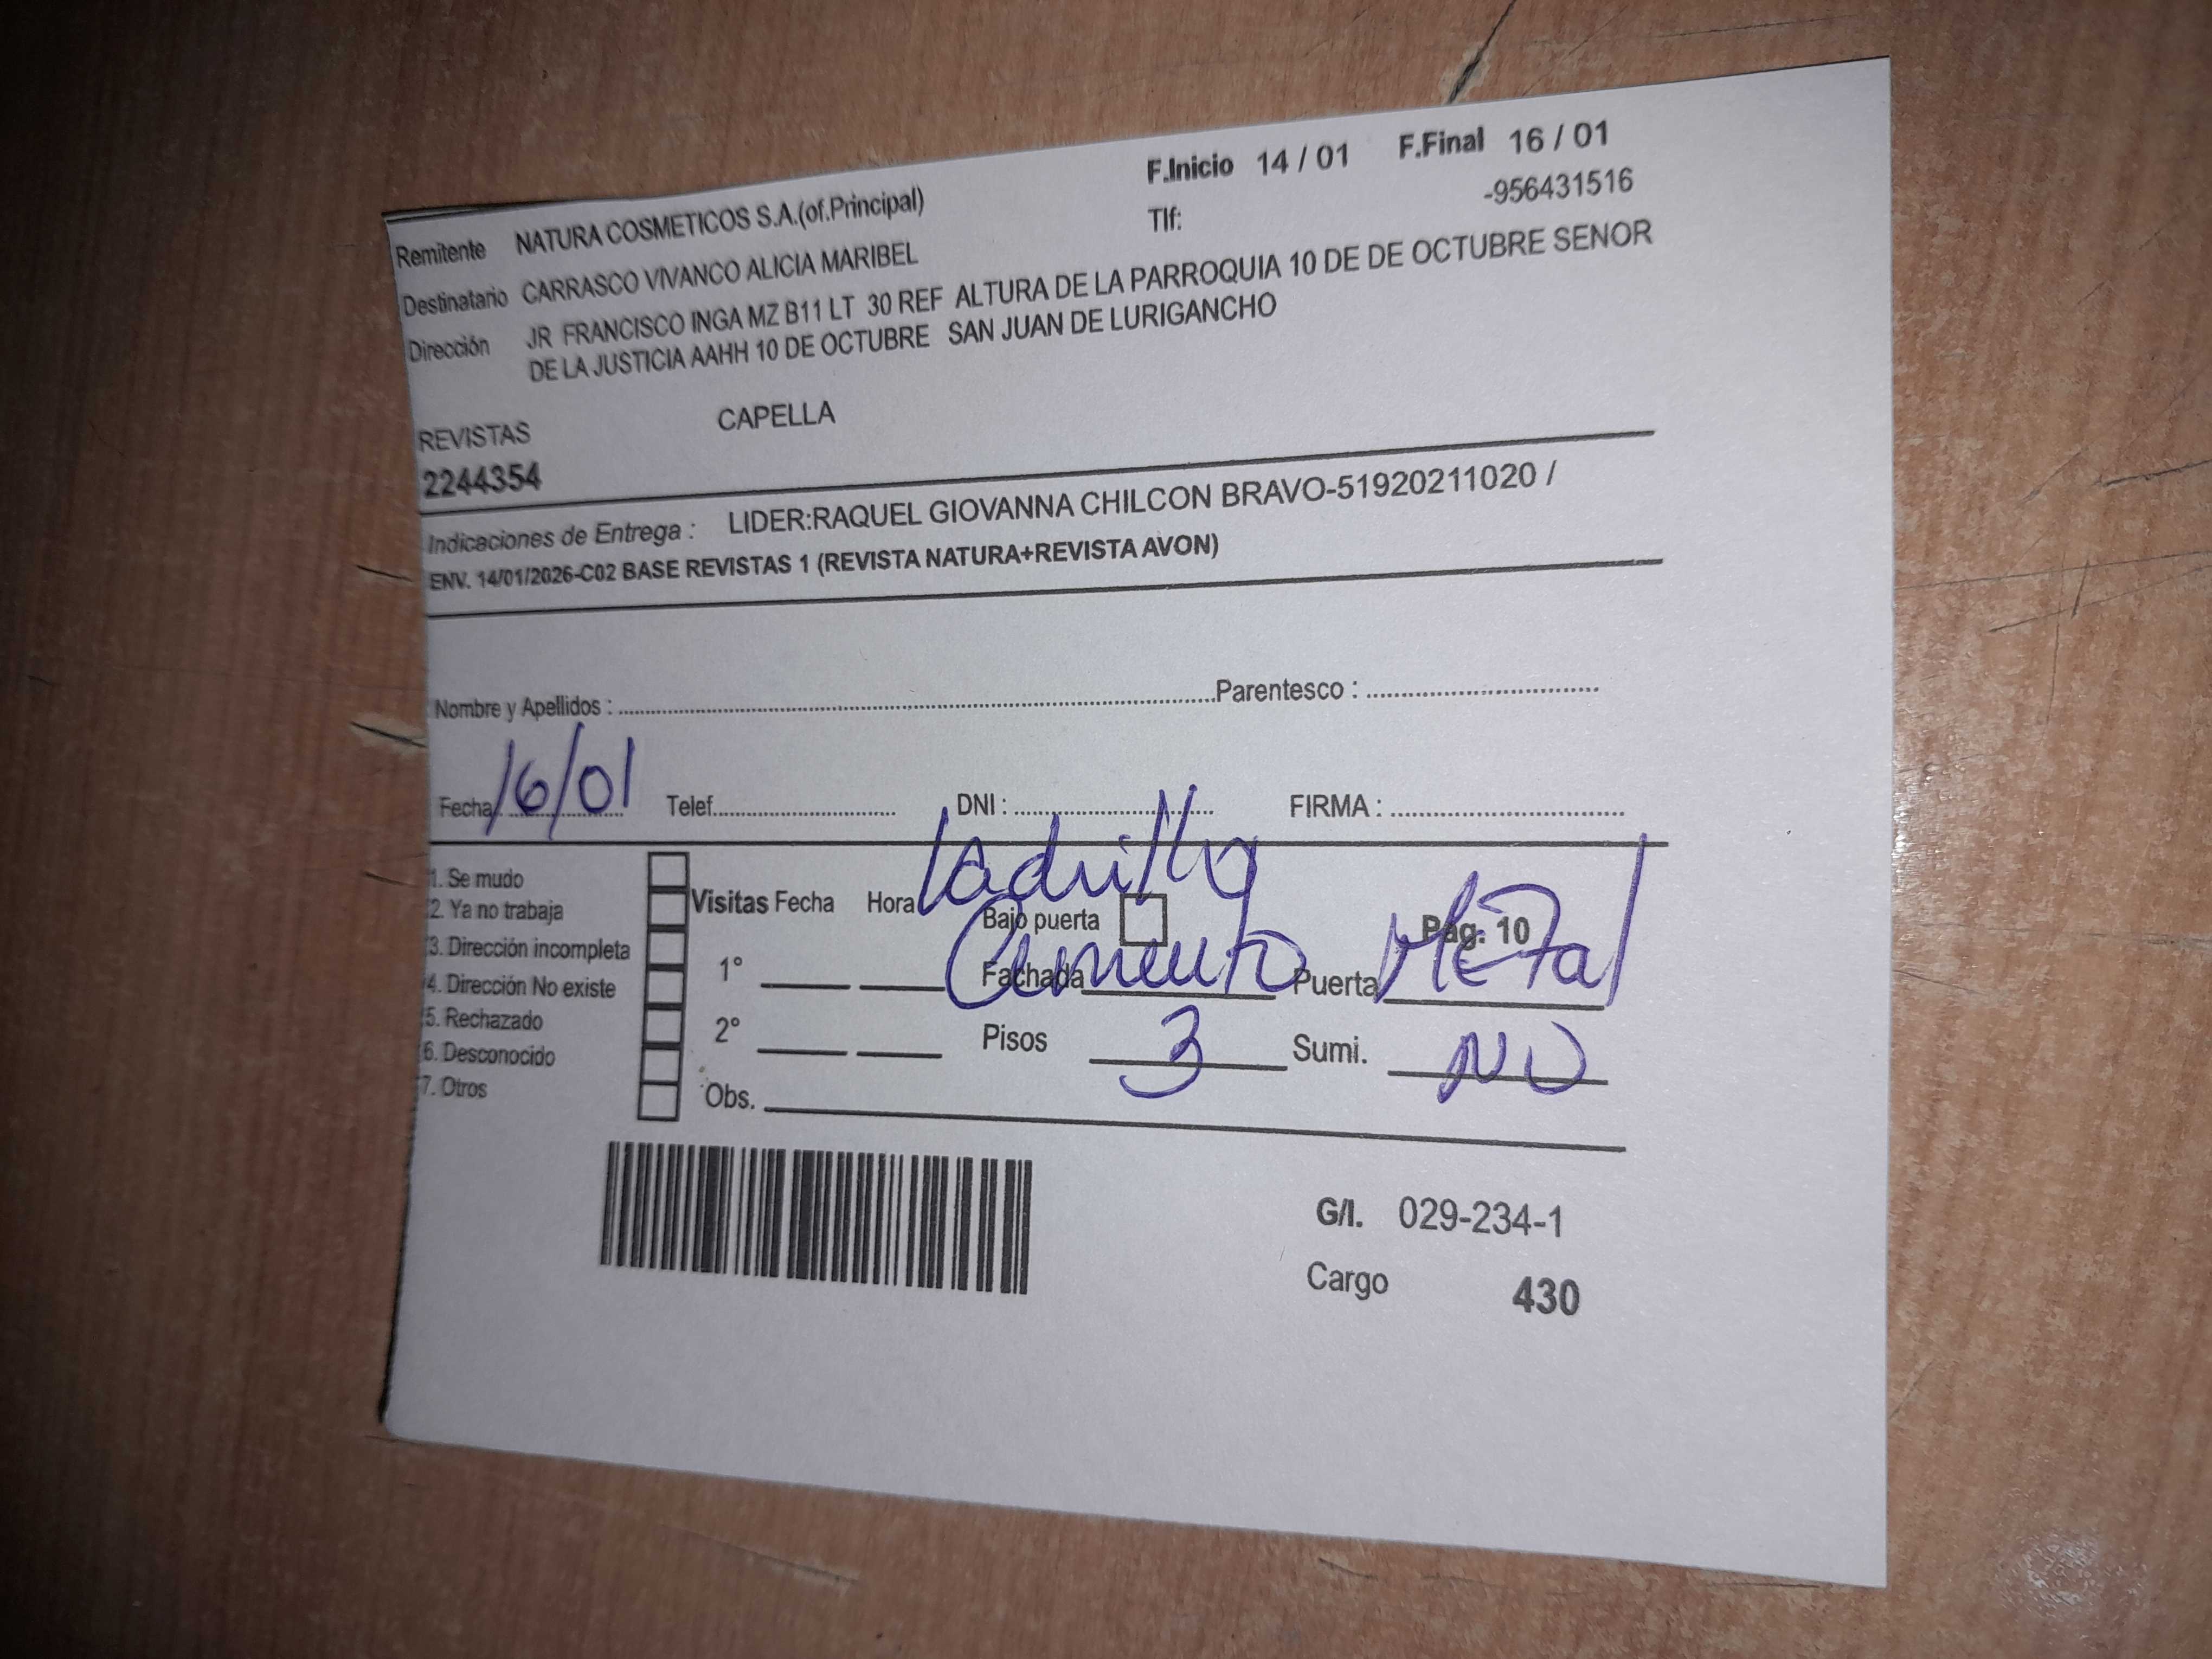 F.Inicio 14 / 01 F.Final 16 / 01
Remitente NATURA COSMETICOS S.A.(of.Principal) Tlf: -956431516
Destinatario CARRASCO VIVANCO ALICIA MARIBEL
Dirección JR FRANCISCO INGA MZ B11 LT 30 REF ALTURA DE LA PARROQUIA 10 DE DE OCTUBRE SENOR
DE LA JUSTICIA AAHH 10 DE OCTUBRE SAN JUAN DE LURIGANCHO
REVISTAS CAPELLA
2244354
Indicaciones de Entrega : LIDER:RAQUEL GIOVANNA CHILCON BRAVO-51920211020 /
ENV. 14/01/2026-C02 BASE REVISTAS 1 (REVISTA NATURA+REVISTA AVON)
Nombre y Apellidos : Parentesco :
Fecha 16/01 Telef. DNI : FIRMA :
ladrillo
1. Se mudo
2. Ya no trabaja Visitas Fecha Hora Bajo puerta Pag. 10
3. Dirección incompleta 1° Fachada Cemento Puerta Metal
4. Dirección No existe
5. Rechazado 2° Pisos 3 Sumi. NO
6. Desconocido
7. Otros Obs.
G/I. 029-234-1
Cargo 430